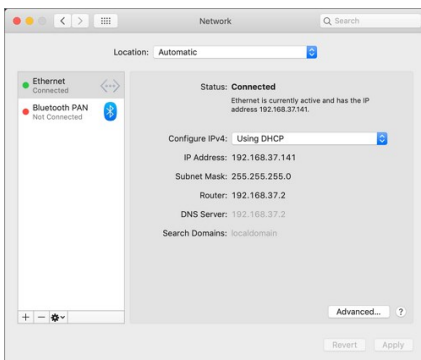 Network
Search
Location: Automatic
Ethernet
Connected
Bluetooth PAN
Not Connected
Status: Connected
Ethernet is currently active and has the IP
address 192.168.37.141.
Configure IPv4: Using DHCP
IP Address: 192.168.37.141
Subnet Mask: 255.255.255.0
Router: 192.168.37.2
DNS Server: 192.168.37.2
Search Domains: localdomain
Advanced... ?
Revert Apply